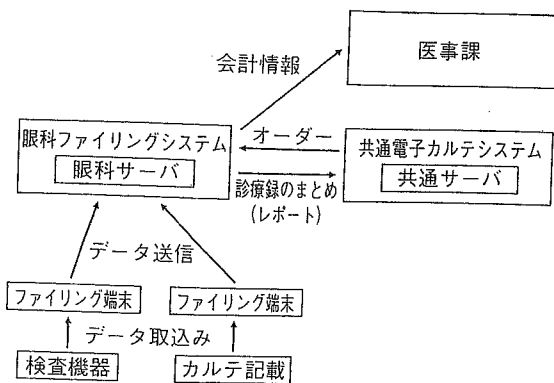 医事課
会計情報
眼科ファイリングシステム
眼科サーバ
オーダー
共通電子カルテシステム
共通サーバ
診療録のまとめ
(レポート)
データ送信
ファイリング端末
ファイリング端末
データ取込み
検査機器
カルテ記載